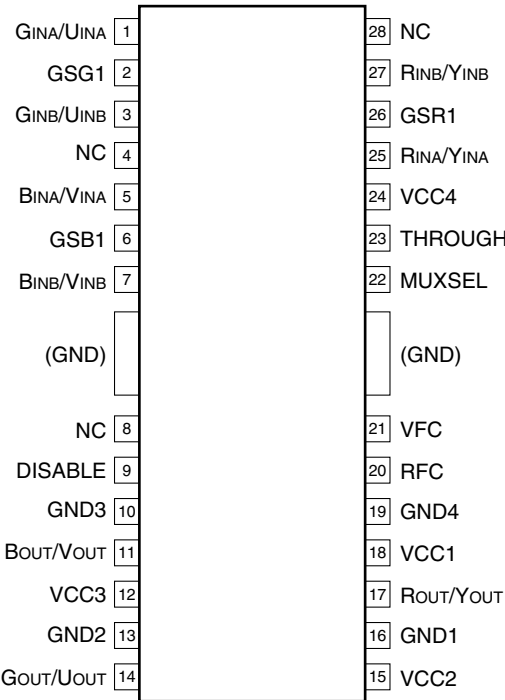 GINA/UINA 1 28 NC
GSG1 2 27 RINB/YINB
GINB/UINB 3 26 GSR1
NC 4 25 RINA/YINA
BINA/VINA 5 24 VCC4
GSB1 6 23 THROUGH
BINB/VINB 7 22 MUXSEL
(GND) (GND)
NC 8 21 VFC
DISABLE 9 20 RFC
GND3 10 19 GND4
BOUT/VOUT 11 18 VCC1
VCC3 12 17 ROUT/YOUT
GND2 13 16 GND1
GOUT/UOUT 14 15 VCC2